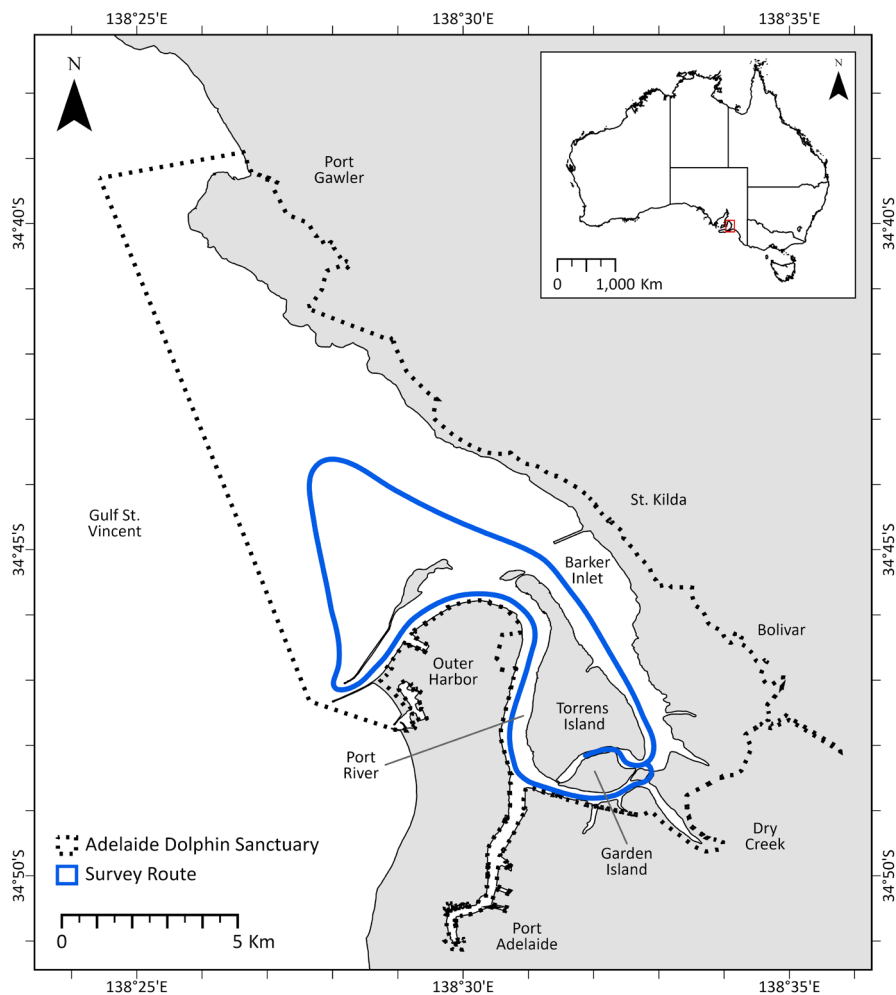 138°25'E
138°30'E
138°35'E
N
N
Port
Gawler
34°40'S
34°40'S
0
1,000 Km
St. Kilda
Gulf St.
Vincent
34°45'S
34°45'S
Barker
Inlet
Bolivar
Outer
Harbor
Torrens
Island
Port
River
Adelaide Dolphin Sanctuary
Survey Route
Dry
Creek
Garden
Island
34°50'S
34°50'S
0
5 Km
Port
Adelaide
138°25'E
138°30'E
138°35'E